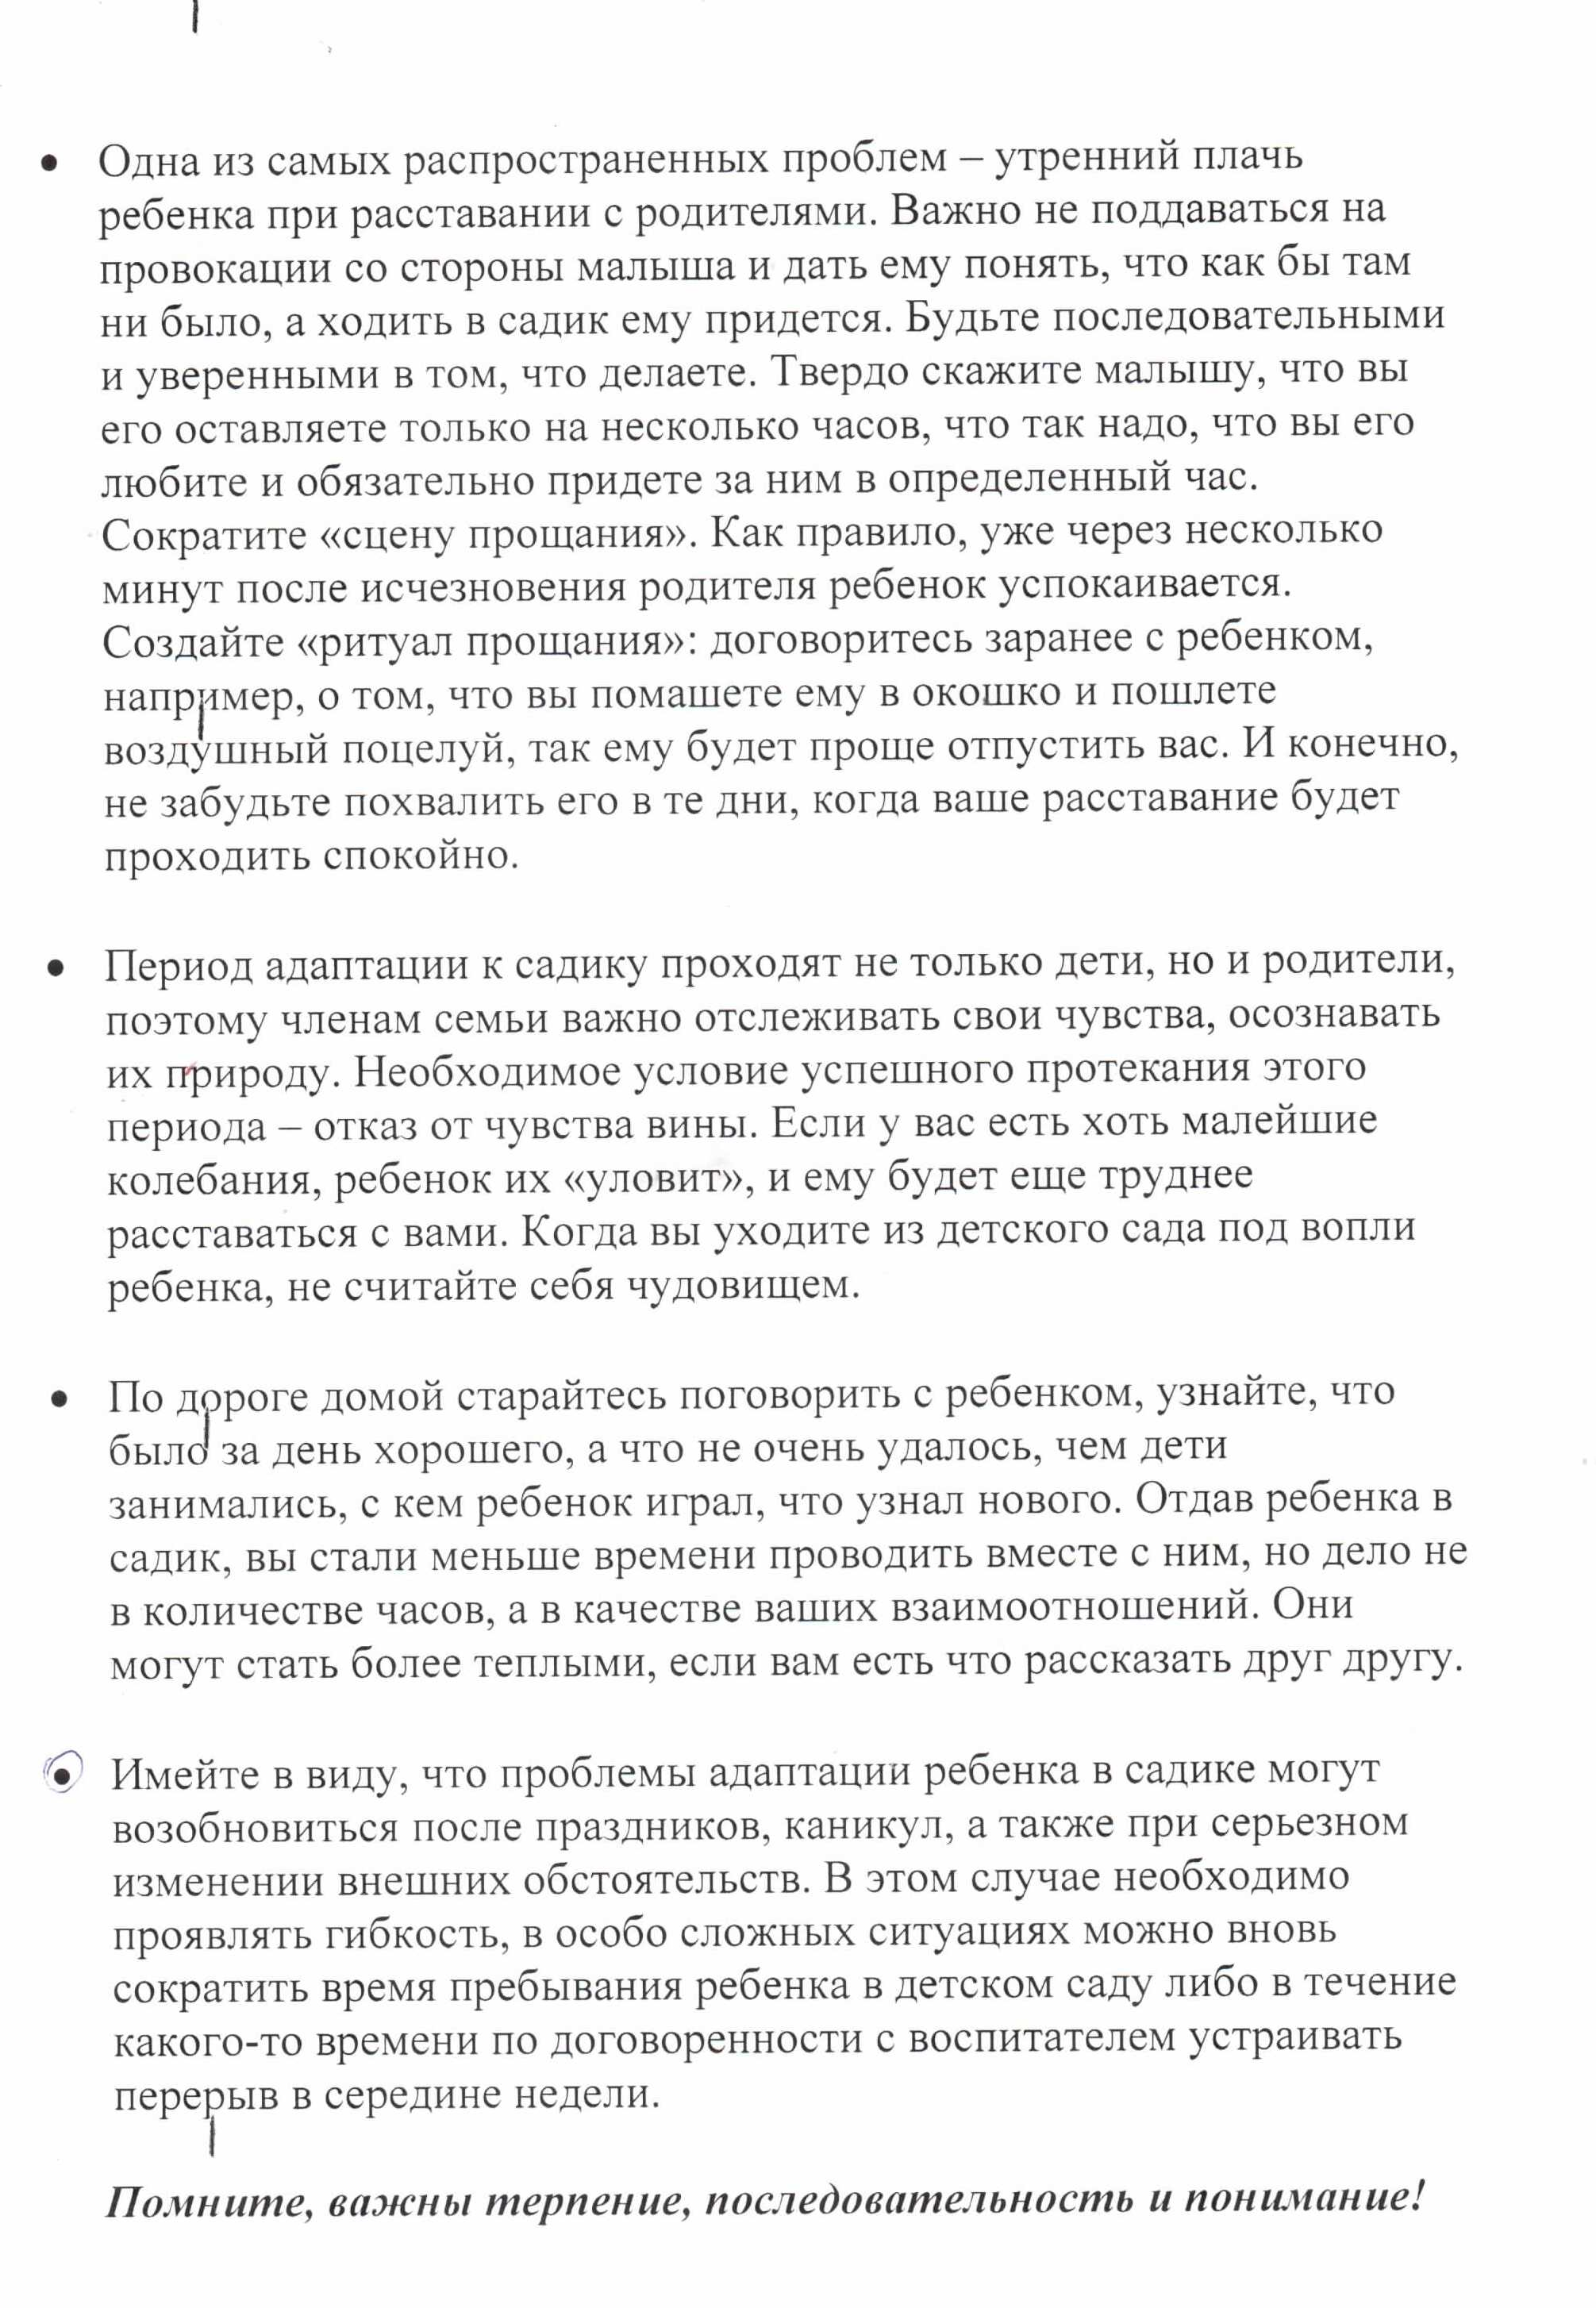 • Одна из самых распространенных проблем – утренний плачь
ребенка при расставании с родителями. Важно не поддаваться на
провокации со стороны малыша и дать ему понять, что как бы там
ни было, а ходить в садик ему придется. Будьте последовательными
и уверенными в том, что делаете. Твердо скажите малышу, что вы
его оставляете только на несколько часов, что так надо, что вы его
любите и обязательно придете за ним в определенный час.
Сократите «сцену прощания». Как правило, уже через несколько
минут после исчезновения родителя ребенок успокаивается.
Создайте «ритуал прощания»: договоритесь заранее с ребенком,
например, о том, что вы помашете ему в окошко и пошлете
воздушный поцелуй, так ему будет проще отпустить вас. И конечно,
не забудьте похвалить его в те дни, когда ваше расставание будет
проходить спокойно.
• Период адаптации к садику проходят не только дети, но и родители,
поэтому членам семьи важно отслеживать свои чувства, осознавать
их природу. Необходимое условие успешного протекания этого
периода – отказ от чувства вины. Если у вас есть хоть малейшие
колебания, ребенок их «уловит», и ему будет еще труднее
расставаться с вами. Когда вы уходите из детского сада под вопли
ребенка, не считайте себя чудовищем.
• По дороге домой старайтесь поговорить с ребенком, узнайте, что
было за день хорошего, а что не очень удалось, чем дети
занимались, с кем ребенок играл, что узнал нового. Отдав ребенка в
садик, вы стали меньше времени проводить вместе с ним, но дело не
в количестве часов, а в качестве ваших взаимоотношений. Они
могут стать более теплыми, если вам есть что рассказать друг другу.
• Имейте в виду, что проблемы адаптации ребенка в садике могут
возобновиться после праздников, каникул, а также при серьезном
изменении внешних обстоятельств. В этом случае необходимо
проявлять гибкость, в особо сложных ситуациях можно вновь
сократить время пребывания ребенка в детском саду либо в течение
какого-то времени по договоренности с воспитателем устраивать
перерыв в середине недели.
Помните, важны терпение, последовательность и понимание!